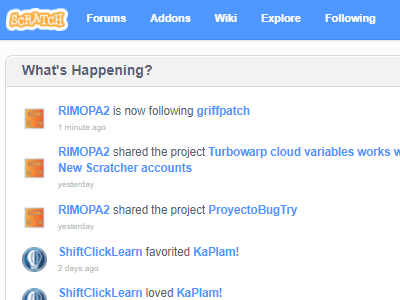 SCRATCH Forums Addons Wiki Explore Following
What's Happening?
RIMOPA2 is now following griffpatch
1 minute ago
RIMOPA2 shared the project Turbowarp cloud variables works w
New Scratcher accounts
yesterday
RIMOPA2 shared the project ProyectoBugTry
yesterday
ShiftClickLearn favorited KaPlam!
2 days ago
ShiftClickLearn loved KaPlam!